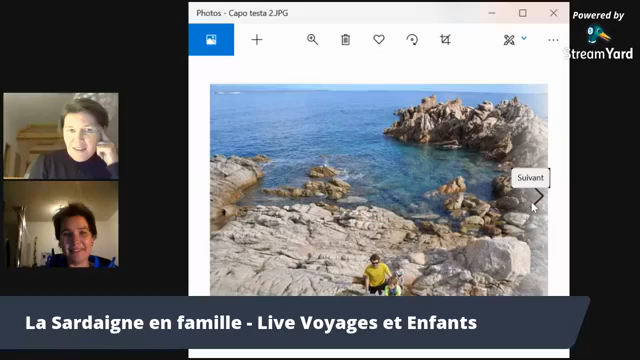 Photos - Capo testa 2.JPG
Powered by
StreamYard
Suivant
La Sardaigne en famille - Live Voyages et Enfants